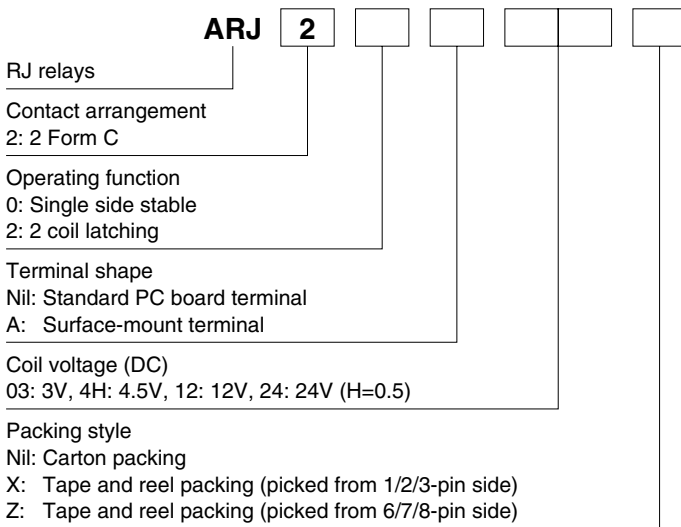 ARJ 2
RJ relays
Contact arrangement
2: 2 Form C
Operating function
0: Single side stable
2: 2 coil latching
Terminal shape
Nil: Standard PC board terminal
A: Surface-mount terminal
Coil voltage (DC)
03: 3V, 4H: 4.5V, 12: 12V, 24: 24V (H=0.5)
Packing style
Nil: Carton packing
X: Tape and reel packing (picked from 1/2/3-pin side)
Z: Tape and reel packing (picked from 6/7/8-pin side)